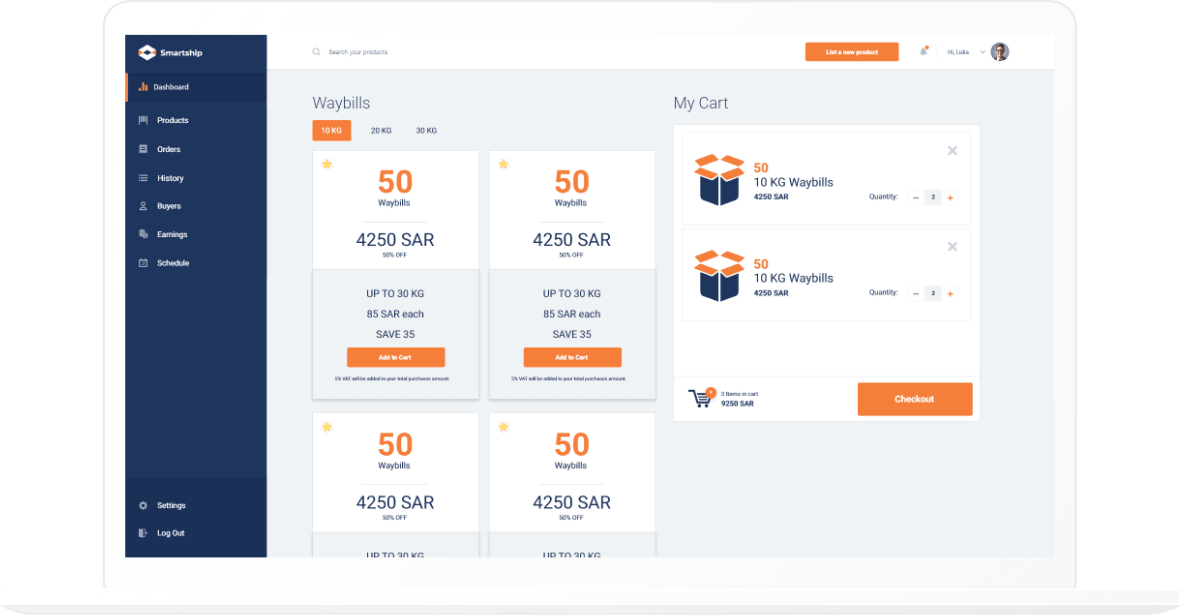 Smartship
Search your products
List a new product
Hi, Luka
Dashboard
Products
Orders
History
Buyers
Earnings
Schedule
Settings
Log Out
Waybills
10 KG 20 KG 30 KG
50
Waybills
4250 SAR
50% OFF
UP TO 30 KG
85 SAR each
SAVE 35
Add to Cart
5% VAT will be added to your total purchases amount.
50
Waybills
4250 SAR
50% OFF
UP TO 30 KG
85 SAR each
SAVE 35
Add to Cart
5% VAT will be added to your total purchases amount.
50
Waybills
4250 SAR
50% OFF
UP TO 30 KG
50
Waybills
4250 SAR
50% OFF
UP TO 30 KG
My Cart
50
10 KG Waybills
4250 SAR
Quantity: – 2 +
50
10 KG Waybills
4250 SAR
Quantity: – 2 +
3 Items in cart
9250 SAR
Checkout